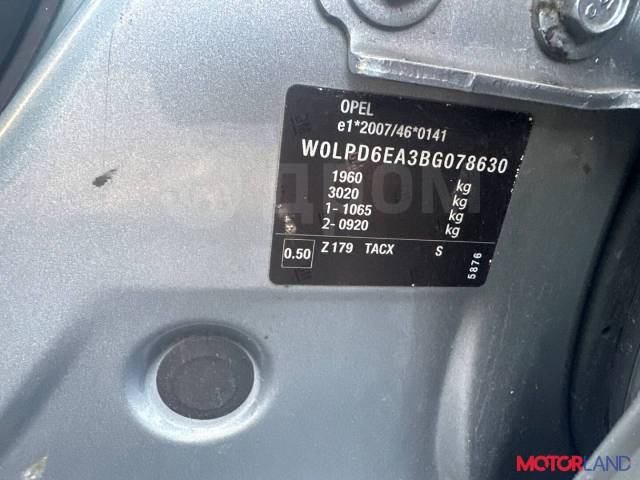 OPEL
e1*2007/46*0141
W0LPD6EA3BG078630
1960 kg
3020 kg
1- 1065 kg
2- 0920 kg
0.50 Z179 TACX S
5876
MOTORLAND